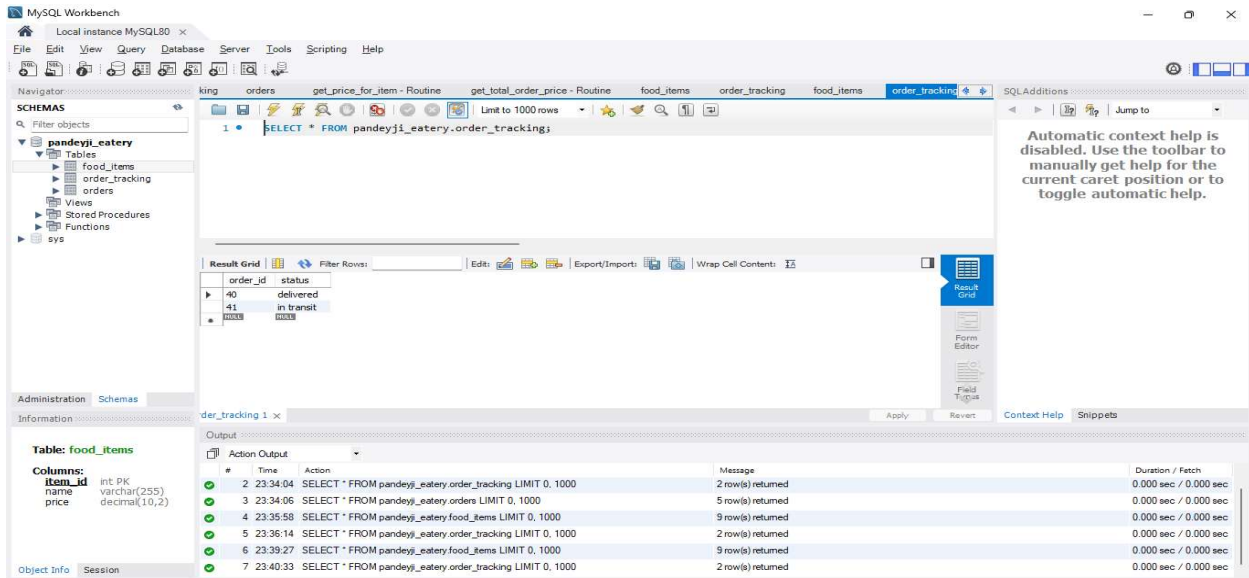 MySQL Workbench
Local instance MySQL80 ×
File Edit View Query Database Server Tools Scripting Help
Navigator
SCHEMAS
Filter objects
pandeyji_eatery
Tables
food_items
order_tracking
orders
Views
Stored Procedures
Functions
sys
Administration Schemas
Information
Table: food_items
Columns:
item_id int PK
name varchar(255)
price decimal(10,2)
Object Info Session
king orders get_price_for_item - Routine get_total_order_price - Routine food_items order_tracking food_items order_tracking
Limit to 1000 rows
1 SELECT * FROM pandeyji_eatery.order_tracking;
Result Grid Filter Rows: Edit: Export/Import: Wrap Cell Content:
order_id status
40 delivered
41 in transit
NULL NULL
Result Grid
Form Editor
Field Types
der_tracking 1 × Apply Revert
Output
Action Output
# Time Action Message Duration / Fetch
2 23:34:04 SELECT * FROM pandeyji_eatery.order_tracking LIMIT 0, 1000 2 row(s) returned 0.000 sec / 0.000 sec
3 23:34:06 SELECT * FROM pandeyji_eatery.orders LIMIT 0, 1000 5 row(s) returned 0.000 sec / 0.000 sec
4 23:35:58 SELECT * FROM pandeyji_eatery.food_items LIMIT 0, 1000 9 row(s) returned 0.000 sec / 0.000 sec
5 23:36:14 SELECT * FROM pandeyji_eatery.order_tracking LIMIT 0, 1000 2 row(s) returned 0.000 sec / 0.000 sec
6 23:39:27 SELECT * FROM pandeyji_eatery.food_items LIMIT 0, 1000 9 row(s) returned 0.000 sec / 0.000 sec
7 23:40:33 SELECT * FROM pandeyji_eatery.order_tracking LIMIT 0, 1000 2 row(s) returned 0.000 sec / 0.000 sec
SQLAdditions
Jump to
Automatic context help is
disabled. Use the toolbar to
manually get help for the
current caret position or to
toggle automatic help.
Context Help Snippets